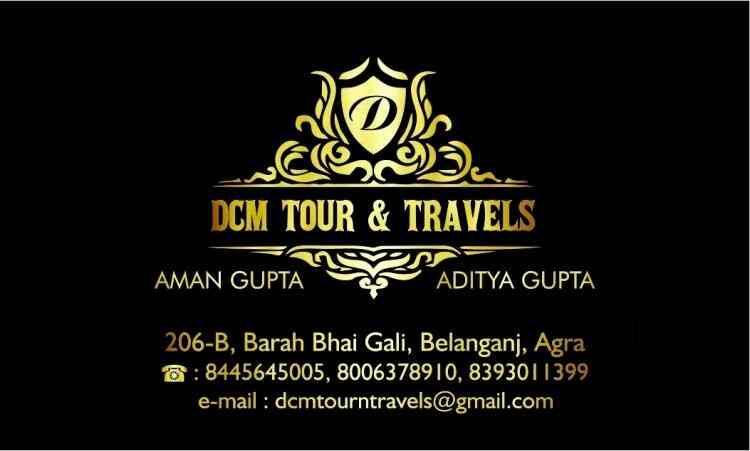 D
DCM TOUR & TRAVELS
AMAN GUPTA ADITYA GUPTA
206-B, Barah Bhai Gali, Belanganj, Agra
☎ : 8445645005, 8006378910, 8393011399
e-mail : dcmtourntravels@gmail.com